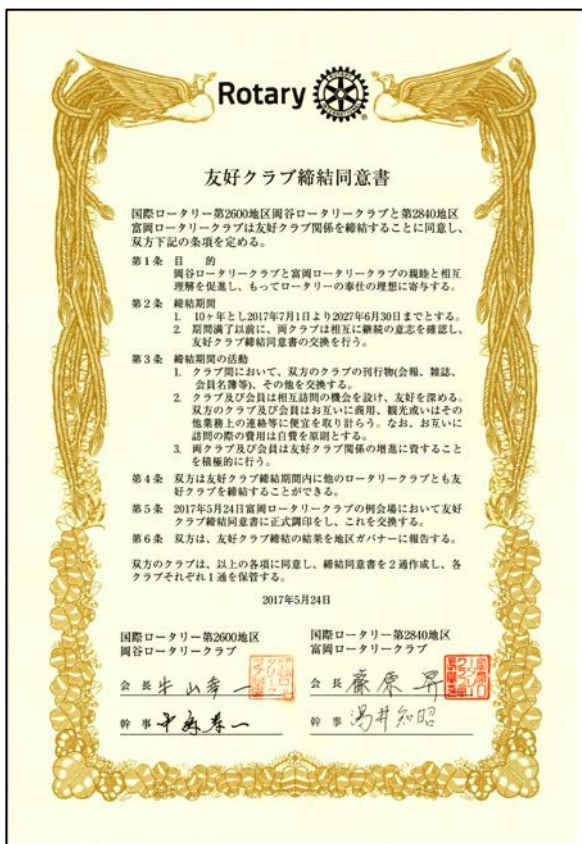 Rotary
友好クラブ締結同意書
国際ロータリー第2600地区岡谷ロータリークラブと第2840地区
富岡ロータリークラブは友好クラブ関係を締結することに同意し、
双方下記の条項を定める。
第1条 目 的
岡谷ロータリークラブと富岡ロータリークラブの親睦と相互
理解を促進し、もってロータリーの奉仕の理想に寄与する。
第2条 締結期間
1. 10ヶ年とし2017年7月1日より2027年6月30日までとする。
2. 期間満了以前に、両クラブは相互に継続の意志を確認し、
友好クラブ締結同意書の交換を行う。
第3条 締結期間の活動
1. クラブ間において、双方のクラブの刊行物(会報、雑誌、
会員名簿等)、その他を交換する。
2. クラブ及び会員は相互訪問の機会を設け、友好を深める。
双方のクラブ及び会員はお互いに商用、観光或いはその
他業務上の連絡等に便宜を取り計らう。なお、お互いに
訪問の際の費用は自費を原則とする。
3. 両クラブ及び会員は友好クラブ関係の増進に資すること
を積極的に行う。
第4条 双方は友好クラブ締結期間内に他のロータリークラブとも友
好クラブを締結することができる。
第5条 2017年5月24日富岡ロータリークラブの例会場において友好
クラブ締結同意書に正式調印をし、これを交換する。
第6条 双方は、友好クラブ締結の結果を地区ガバナーに報告する。
双方のクラブは、以上の各項に同意し、締結同意書を2通作成し、各
クラブそれぞれ1通を保管する。
2017年5月24日
国際ロータリー第2600地区
岡谷ロータリークラブ
会 長 牛山幸一
幹 事
国際ロータリー第2840地区
富岡ロータリークラブ
会 長 藤原昇
幹 事 湯井知昭